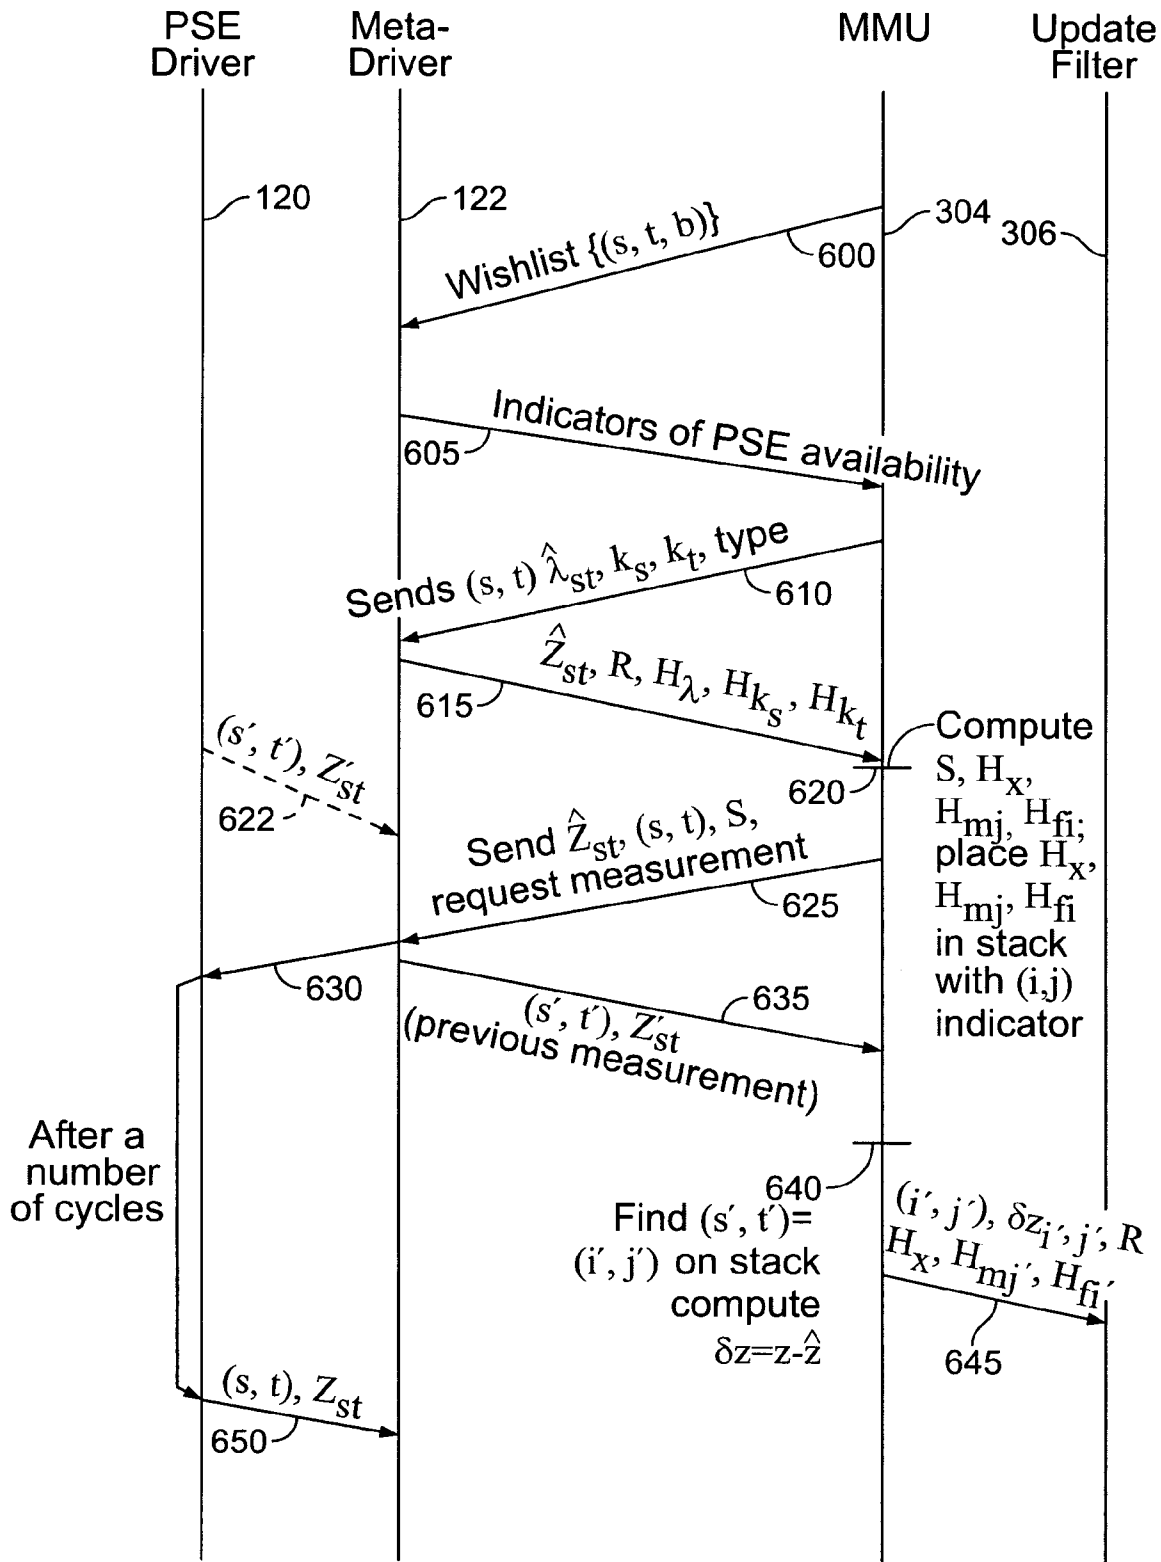 PSE
Driver
Meta-
Driver
MMU
Update
Filter
120
122
304
306
Wishlist {(s, t, b)}
600
Indicators of PSE availability
605
Sends (s, t) λ̂st, ks, kt, type
610
Ẑst, R, Hλ, Hks, Hkt
615
(s′, t′), Z′st
622
620
Compute
S, Hx,
Hmj, Hfi;
place Hx,
Hmj, Hfi
in stack
with (i,j)
indicator
Send Ẑst, (s, t), S,
request measurement
625
630
635
(s′, t′), Z′st
(previous measurement)
After a
number
of cycles
640
Find (s′, t′)=
(i′, j′) on stack
compute
δz=z-ẑ
(i′, j′), δzi′, j′, R
Hx, Hmj′, Hfi′
645
(s, t), Zst
650